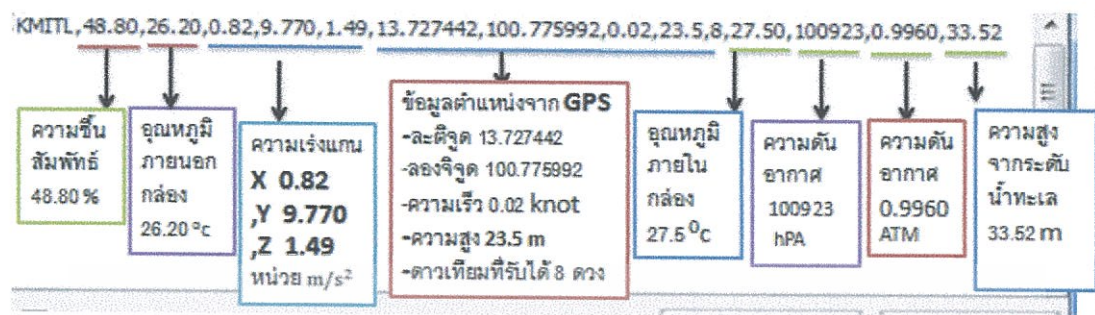 KMITL,48.80,26.20,0.82,9.770,1.49,13.727442,100.775992,0.02,23.5,8,27.50,100923,0.9960,33.52
ความชื้น
สัมพัทธ์
48.80 %
อุณหภูมิ
ภายนอก
กล่อง
26.20 °c
ความเร่งแกน
X 0.82
,Y 9.770
,Z 1.49
หน่วย m/s²
ข้อมูลตำแหน่งจาก GPS
-ละติจูด 13.727442
-ลองจิจูด 100.775992
-ความเร็ว 0.02 knot
-ความสูง 23.5 m
-ดาวเทียมที่รับได้ 8 ดวง
อุณหภูมิ
ภายใน
กล่อง
27.5 ⁰c
ความดัน
อากาศ
100923
hPA
ความดัน
อากาศ
0.9960
ATM
ความสูง
จากระดับ
น้ำทะเล
33.52 m